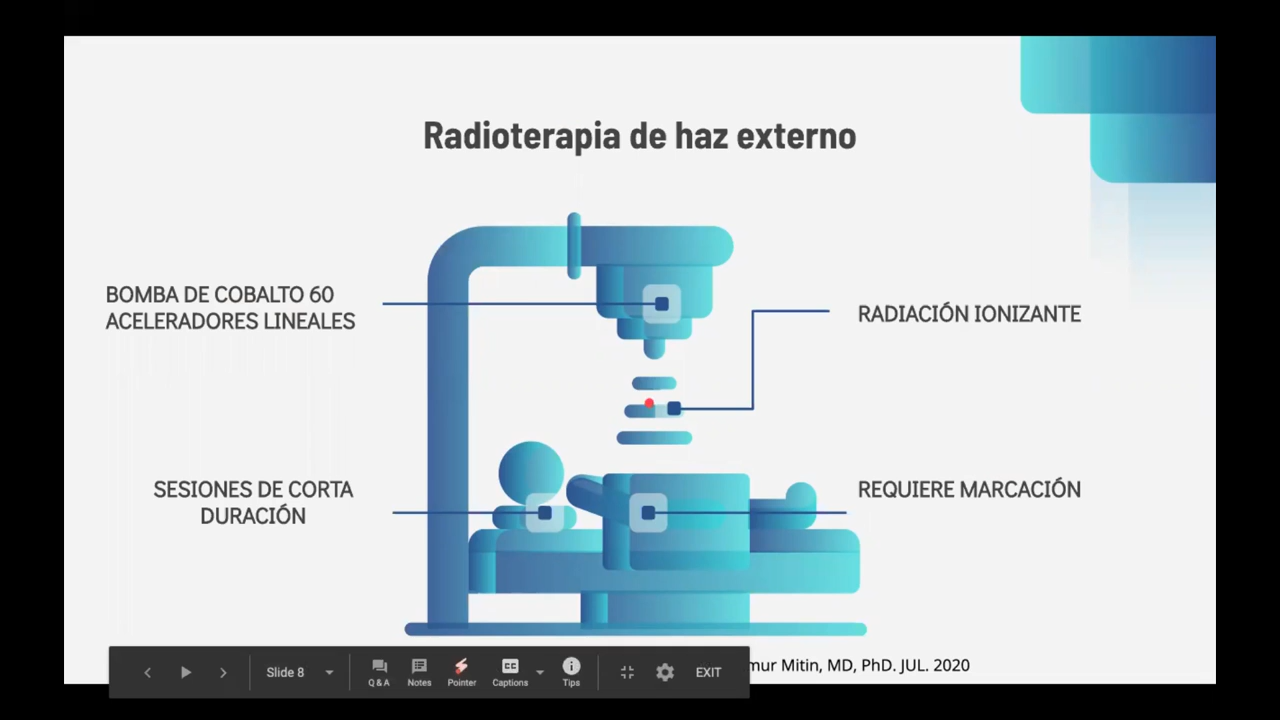 Radioterapia de haz externo
BOMBA DE COBALTO 60
ACELERADORES LINEALES
RADIACIÓN IONIZANTE
SESIONES DE CORTA
DURACIÓN
REQUIERE MARCACIÓN
Mitin, MD, PhD. JUL. 2020
Slide 8
Q & A
Notes
Pointer
CC
Captions
Tips
EXIT